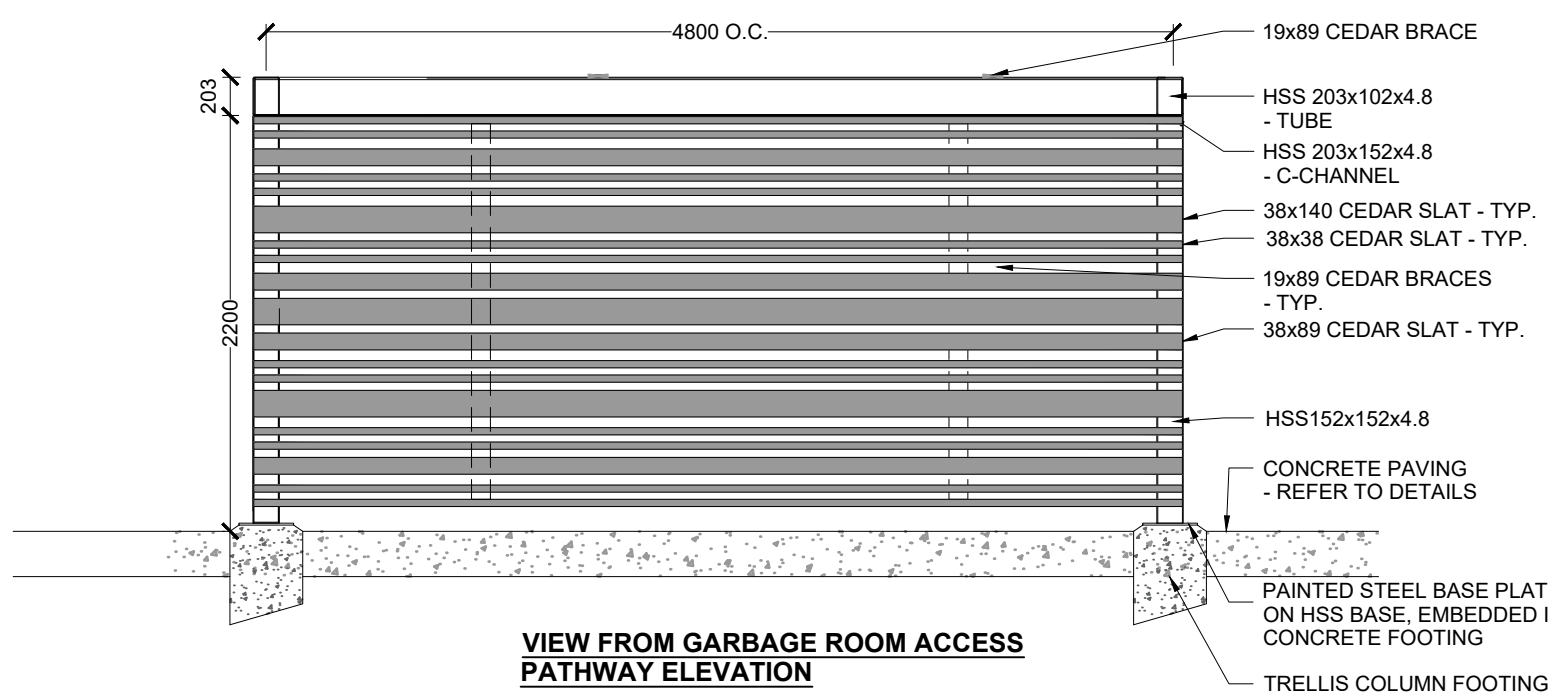 4800 O.C.
203
2200
19x89 CEDAR BRACE
HSS 203x102x4.8
- TUBE
HSS 203x152x4.8
- C-CHANNEL
38x140 CEDAR SLAT - TYP.
38x38 CEDAR SLAT - TYP.
19x89 CEDAR BRACES
- TYP.
38x89 CEDAR SLAT - TYP.
HSS152x152x4.8
CONCRETE PAVING
- REFER TO DETAILS
PAINTED STEEL BASE PLAT
ON HSS BASE, EMBEDDED I
CONCRETE FOOTING
TRELLIS COLUMN FOOTING
VIEW FROM GARBAGE ROOM ACCESS
PATHWAY ELEVATION